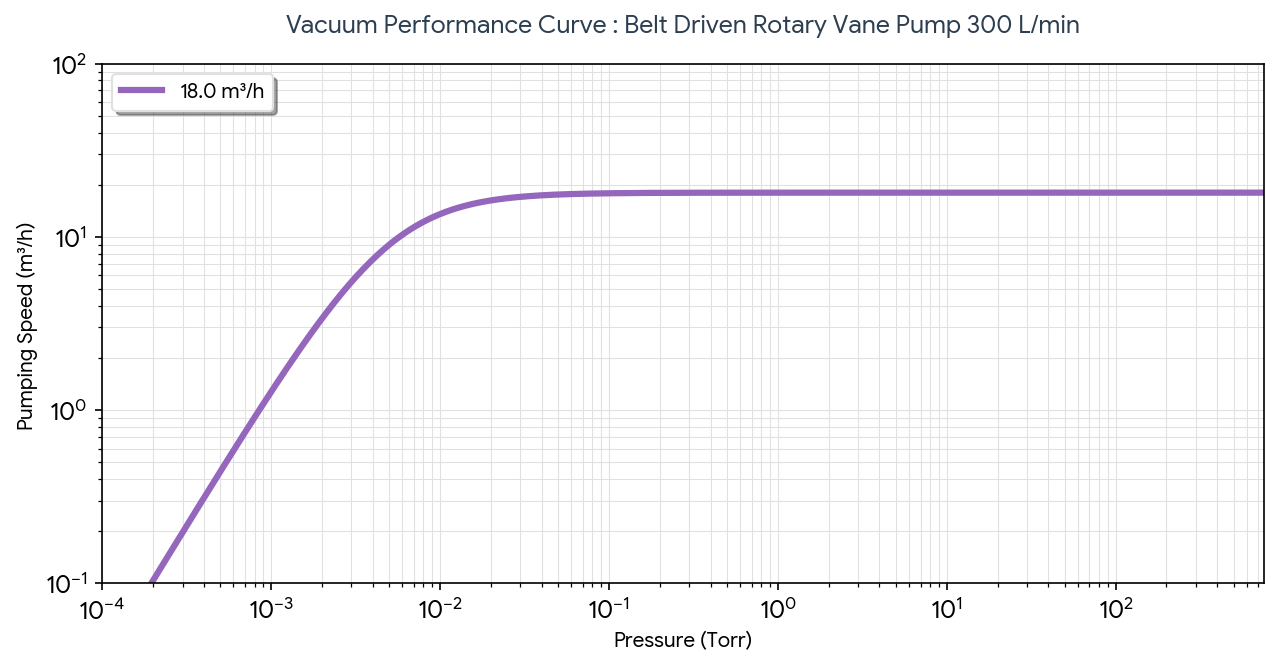 Vacuum Performance Curve : Belt Driven Rotary Vane Pump 300 L/min
18.0 m³/h
Pumping Speed (m³/h)
10²
10¹
10⁰
10⁻¹
10⁻⁴ 10⁻³ 10⁻² 10⁻¹ 10⁰ 10¹ 10²
Pressure (Torr)